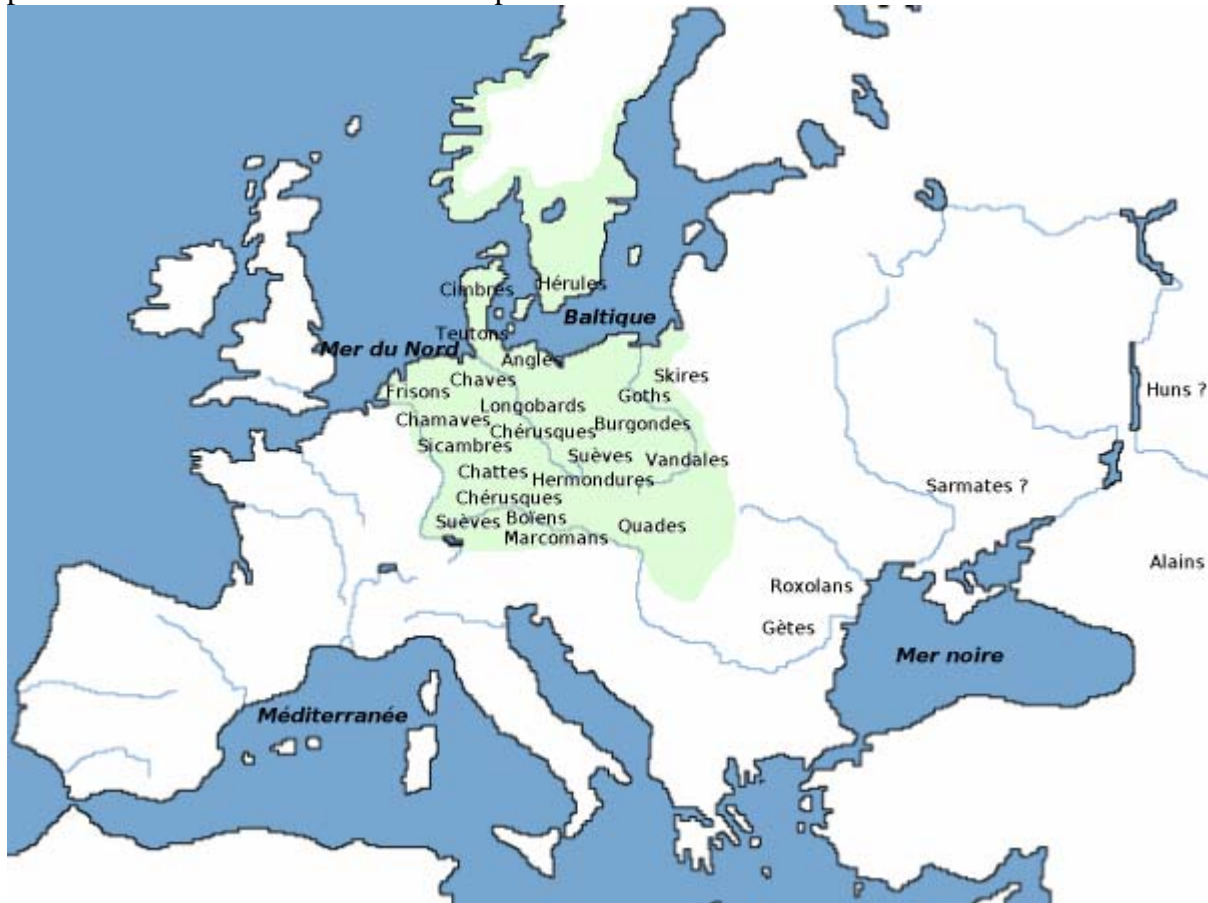 Cimbres
Hérules
Baltique
Teutons
Mer du Nord
Angles
Chaves
Skires
Frisons
Goths
Huns ?
Longobards
Chamaves
Burgondes
Chérusques
Sicambres
Suèves
Vandales
Chattes
Hermondures
Sarmates ?
Chérusques
Suèves
Boïens
Quades
Marcomans
Alains
Roxolans
Gètes
Mer noire
Méditerranée